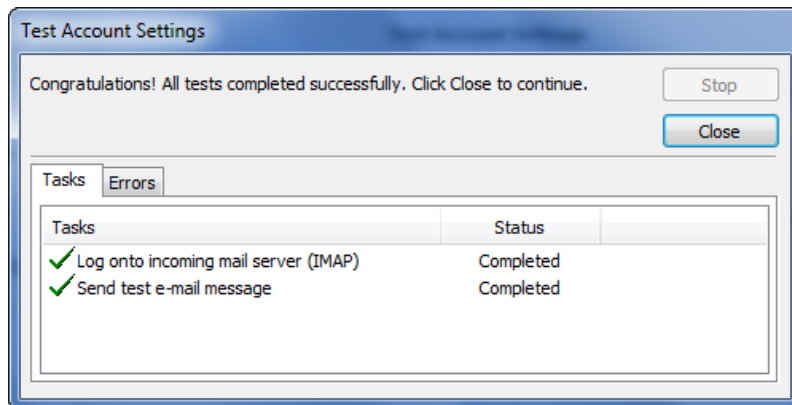 Test Account Settings
Congratulations! All tests completed successfully. Click Close to continue.
Stop
Close
Tasks Errors
Tasks Status
Log onto incoming mail server (IMAP) Completed
Send test e-mail message Completed